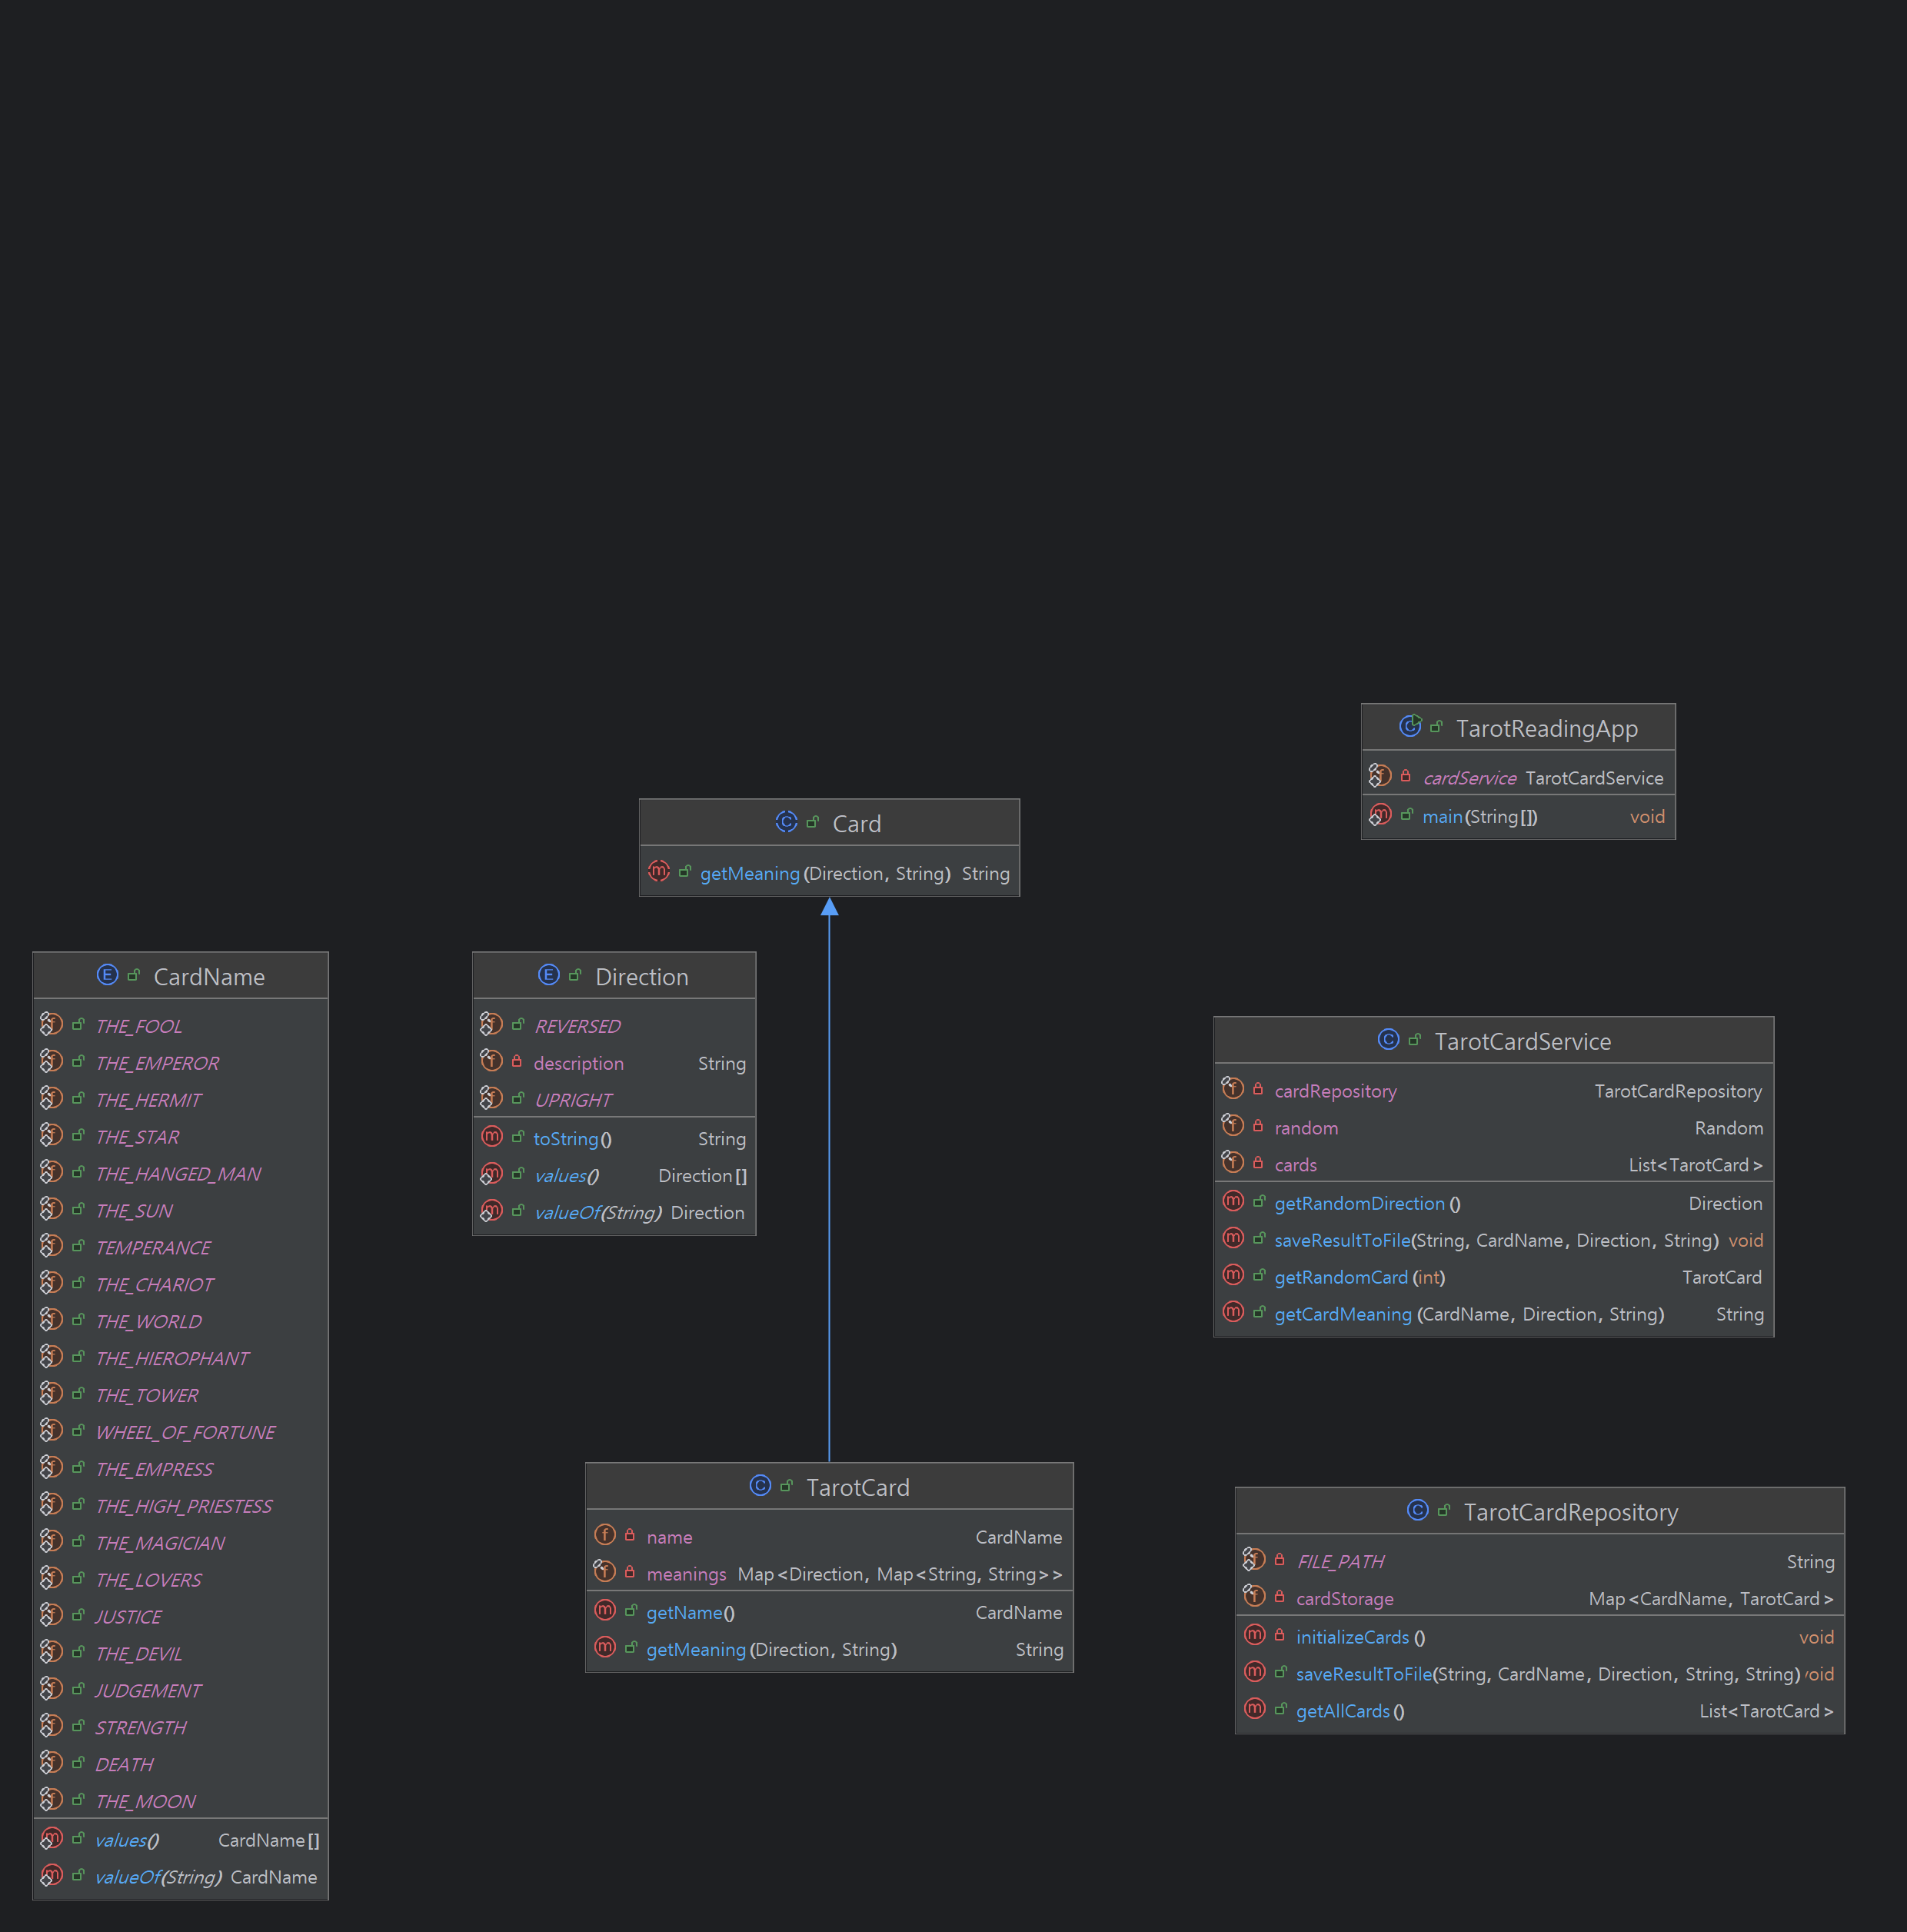 TarotReadingApp
cardService TarotCardService
main(String[]) void
Card
getMeaning(Direction, String) String
CardName
THE_FOOL
THE_EMPEROR
THE_HERMIT
THE_STAR
THE_HANGED_MAN
THE_SUN
TEMPERANCE
THE_CHARIOT
THE_WORLD
THE_HIEROPHANT
THE_TOWER
WHEEL_OF_FORTUNE
THE_EMPRESS
THE_HIGH_PRIESTESS
THE_MAGICIAN
THE_LOVERS
JUSTICE
THE_DEVIL
JUDGEMENT
STRENGTH
DEATH
THE_MOON
values() CardName[]
valueOf(String) CardName
Direction
REVERSED
description String
UPRIGHT
toString() String
values() Direction[]
valueOf(String) Direction
TarotCardService
cardRepository TarotCardRepository
random Random
cards List<TarotCard>
getRandomDirection() Direction
saveResultToFile(String, CardName, Direction, String) void
getRandomCard(int) TarotCard
getCardMeaning(CardName, Direction, String) String
TarotCard
name CardName
meanings Map<Direction, Map<String, String>>
getName() CardName
getMeaning(Direction, String) String
TarotCardRepository
FILE_PATH String
cardStorage Map<CardName, TarotCard>
initializeCards() void
saveResultToFile(String, CardName, Direction, String, String) void
getAllCards() List<TarotCard>